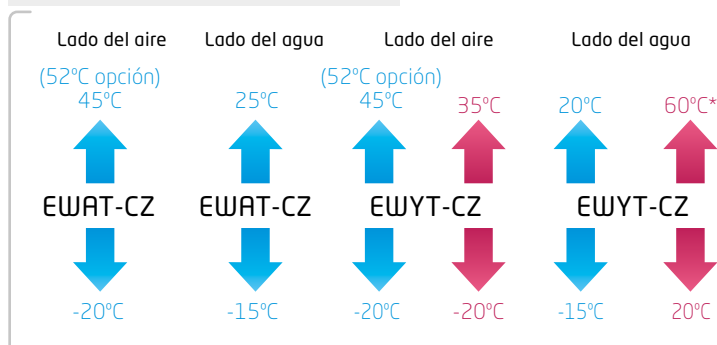 Lado del aire Lado del agua Lado del aire Lado del agua
(52ºC opción) (52ºC opción)
45ºC 25ºC 45ºC 35ºC 20ºC 60ºC*
EWAT-CZ EWAT-CZ EWYT-CZ EWYT-CZ
-20ºC -15ºC -20ºC -20ºC -15ºC 20ºC